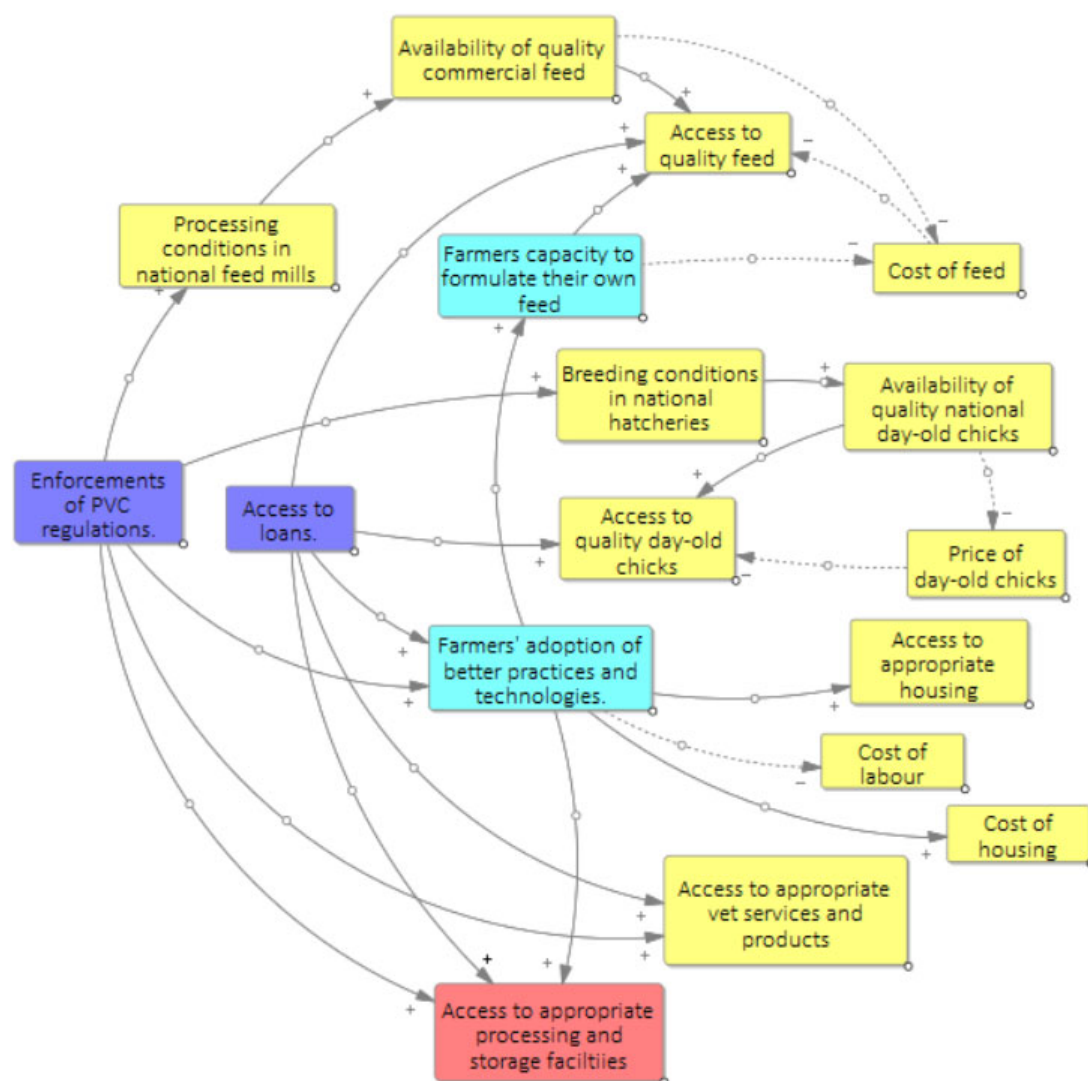 Availability of quality
commercial feed
Access to
quality feed
Processing
conditions in
national feed mills
Farmers capacity to
formulate their own
feed
Cost of feed
Breeding conditions
in national
hatcheries
Availability of
quality national
day-old chicks
Enforcements
of PVC
regulations.
Access to
loans.
Access to
quality day-old
chicks
Price of
day-old chicks
Farmers' adoption of
better practices and
technologies.
Access to
appropriate
housing
Cost of
labour
Cost of
housing
Access to appropriate
vet services and
products
Access to appropriate
processing and
storage faciltiies